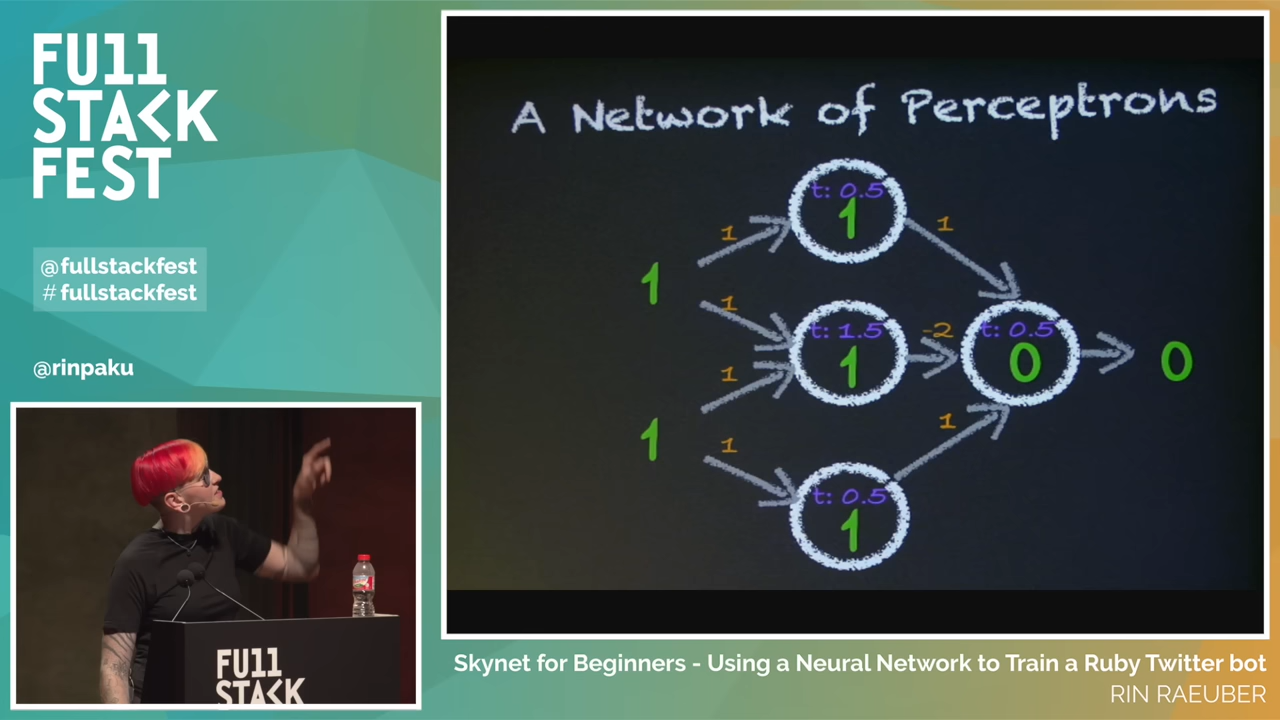 FU11
STACK
FEST
@fullstackfest
# fullstackfest
@rinpaku
FU11
STACK
A Network of Perceptrons
t: 0.5
1
1
1
1
1
t: 1.5
1
-2
t: 0.5
0
0
1
1
1
1
t: 0.5
1
Skynet for Beginners - Using a Neural Network to Train a Ruby Twitter bot
RIN RAEUBER